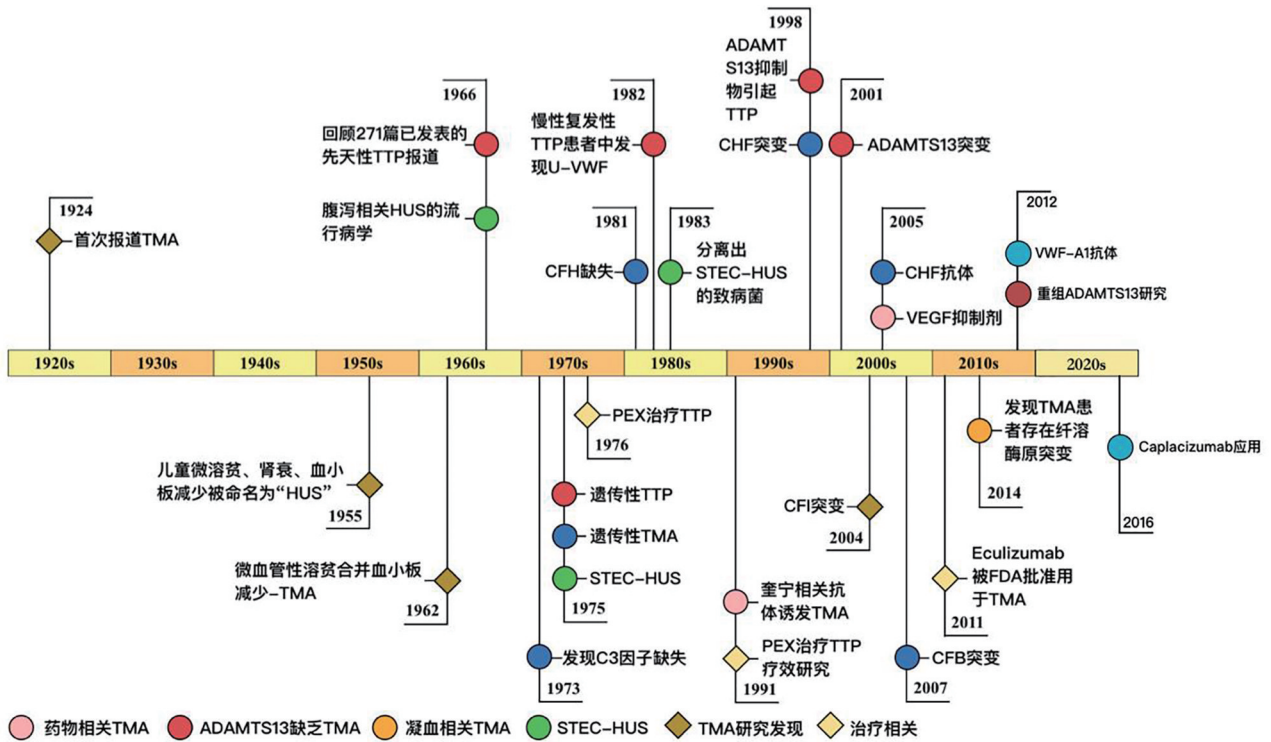 1998
ADAMT
S13抑制
物引起
TTP
CHF突变
1966
回顾271篇已发表的
先天性TTP报道
腹泻相关HUS的流
行病学
1982
慢性复发性
TTP患者中发
现U-VWF
2001
ADAMTS13突变
1924
首次报道TMA
1981
CFH缺失
1983
分离出
STEC-HUS
的致病菌
2005
CHF抗体
VEGF抑制剂
2012
VWF-A1抗体
重组ADAMTS13研究
1920s
1930s
1940s
1950s
1960s
1970s
1980s
1990s
2000s
2010s
2020s
儿童微溶贫、肾衰、血小
板减少被命名为“HUS”
1955
微血管性溶贫合并血小板
减少-TMA
1962
PEX治疗TTP
1976
遗传性TTP
遗传性TMA
STEC-HUS
1975
发现C3因子缺失
1973
奎宁相关抗
体诱发TMA
PEX治疗TTP
疗效研究
1991
CFI突变
2004
CFB突变
2007
Eculizumab
被FDA批准用
于TMA
2011
发现TMA患
者存在纤溶
酶原突变
2014
Caplacizumab应用
2016
药物相关TMA
ADAMTS13缺乏TMA
凝血相关TMA
STEC-HUS
TMA研究发现
治疗相关